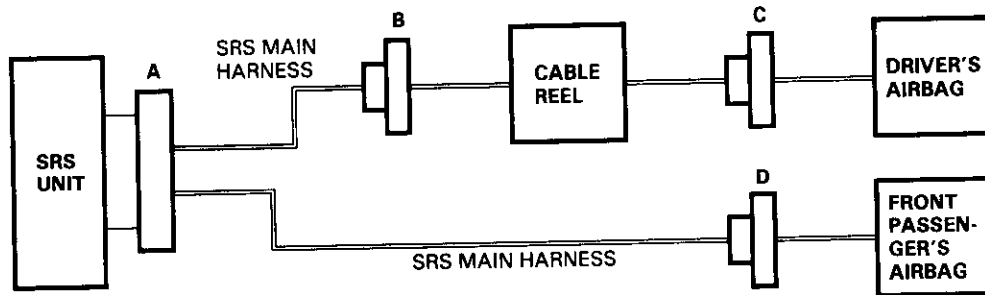 A
SRS
UNIT
SRS MAIN
HARNESS
B
CABLE
REEL
C
DRIVER'S
AIRBAG
D
SRS MAIN HARNESS
FRONT
PASSEN-
GER'S
AIRBAG